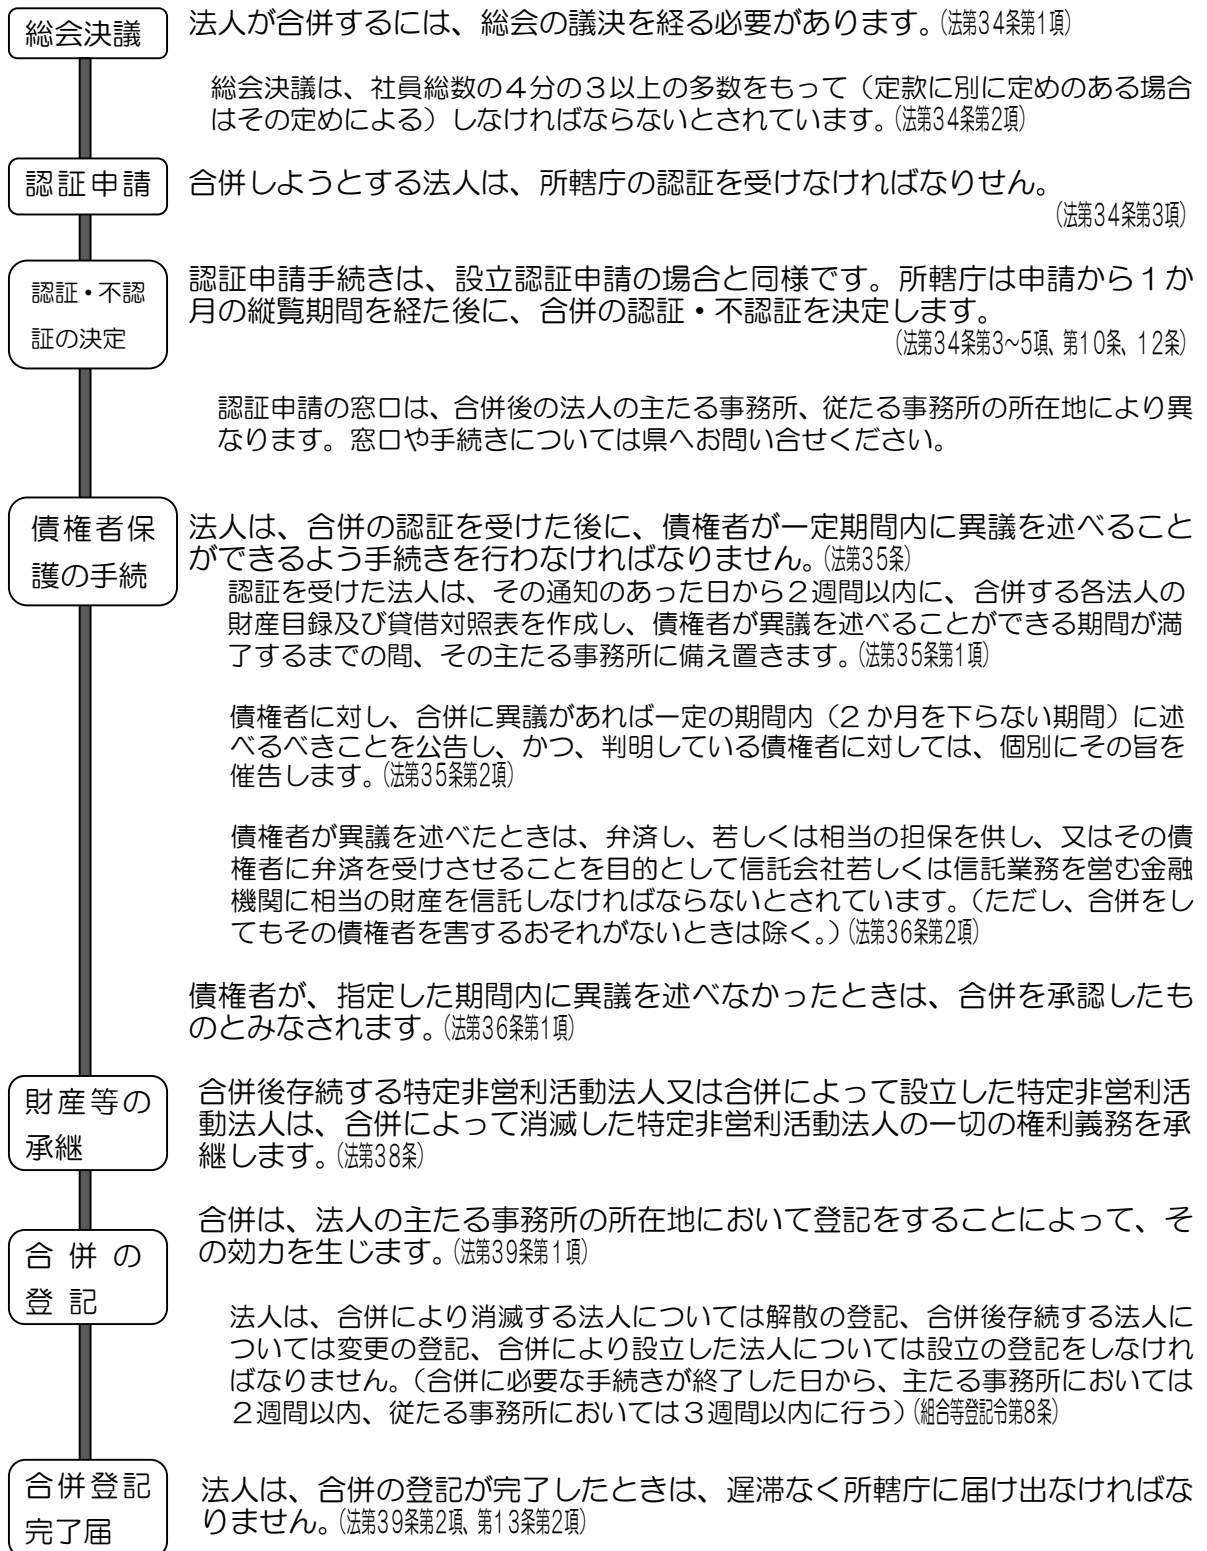 総会決議
法人が合併するには、総会の議決を経る必要があります。(法第34条第1項)
総会決議は、社員総数の4分の3以上の多数をもって(定款に別に定めのある場合
はその定めによる)しなければならないとされています。(法第34条第2項)
認証申請
合併しようとする法人は、所轄庁の認証を受けなければなりせん。
(法第34条第3項)
認証・不認
証の決定
認証申請手続きは、設立認証申請の場合と同様です。所轄庁は申請から1か
月の縦覧期間を経た後に、合併の認証・不認証を決定します。
(法第34条第3~5項、第10条、12条)
認証申請の窓口は、合併後の法人の主たる事務所、従たる事務所の所在地により異
なります。窓口や手続きについては県へお問い合せください。
債権者保
護の手続
法人は、合併の認証を受けた後に、債権者が一定期間内に異議を述べること
ができるよう手続きを行わなければなりません。(法第35条)
認証を受けた法人は、その通知のあった日から2週間以内に、合併する各法人の
財産目録及び貸借対照表を作成し、債権者が異議を述べることができる期間が満
了するまでの間、その主たる事務所に備え置きます。(法第35条第1項)
債権者に対し、合併に異議があれば一定の期間内(2か月を下らない期間)に述
べるべきことを公告し、かつ、判明している債権者に対しては、個別にその旨を
催告します。(法第35条第2項)
債権者が異議を述べたときは、弁済し、若しくは相当の担保を供し、又はその債
権者に弁済を受けさせることを目的として信託会社若しくは信託業務を営む金融
機関に相当の財産を信託しなければならないとされています。(ただし、合併をし
てもその債権者を害するおそれがないときは除く。)(法第36条第2項)
債権者が、指定した期間内に異議を述べなかったときは、合併を承認したも
のとみなされます。(法第36条第1項)
財産等の
承継
合併後存続する特定非営利活動法人又は合併によって設立した特定非営利活
動法人は、合併によって消滅した特定非営利活動法人の一切の権利義務を承
継します。(法第38条)
合併の
登記
合併は、法人の主たる事務所の所在地において登記をすることによって、そ
の効力を生じます。(法第39条第1項)
法人は、合併により消滅する法人については解散の登記、合併後存続する法人に
ついては変更の登記、合併により設立した法人については設立の登記をしなけれ
ばなりません。(合併に必要な手続きが終了した日から、主たる事務所においては
2週間以内、従たる事務所においては3週間以内に行う)(組合等登記令第8条)
合併登記
完了届
法人は、合併の登記が完了したときは、遅滞なく所轄庁に届け出なければな
りません。(法第39条第2項、第13条第2項)